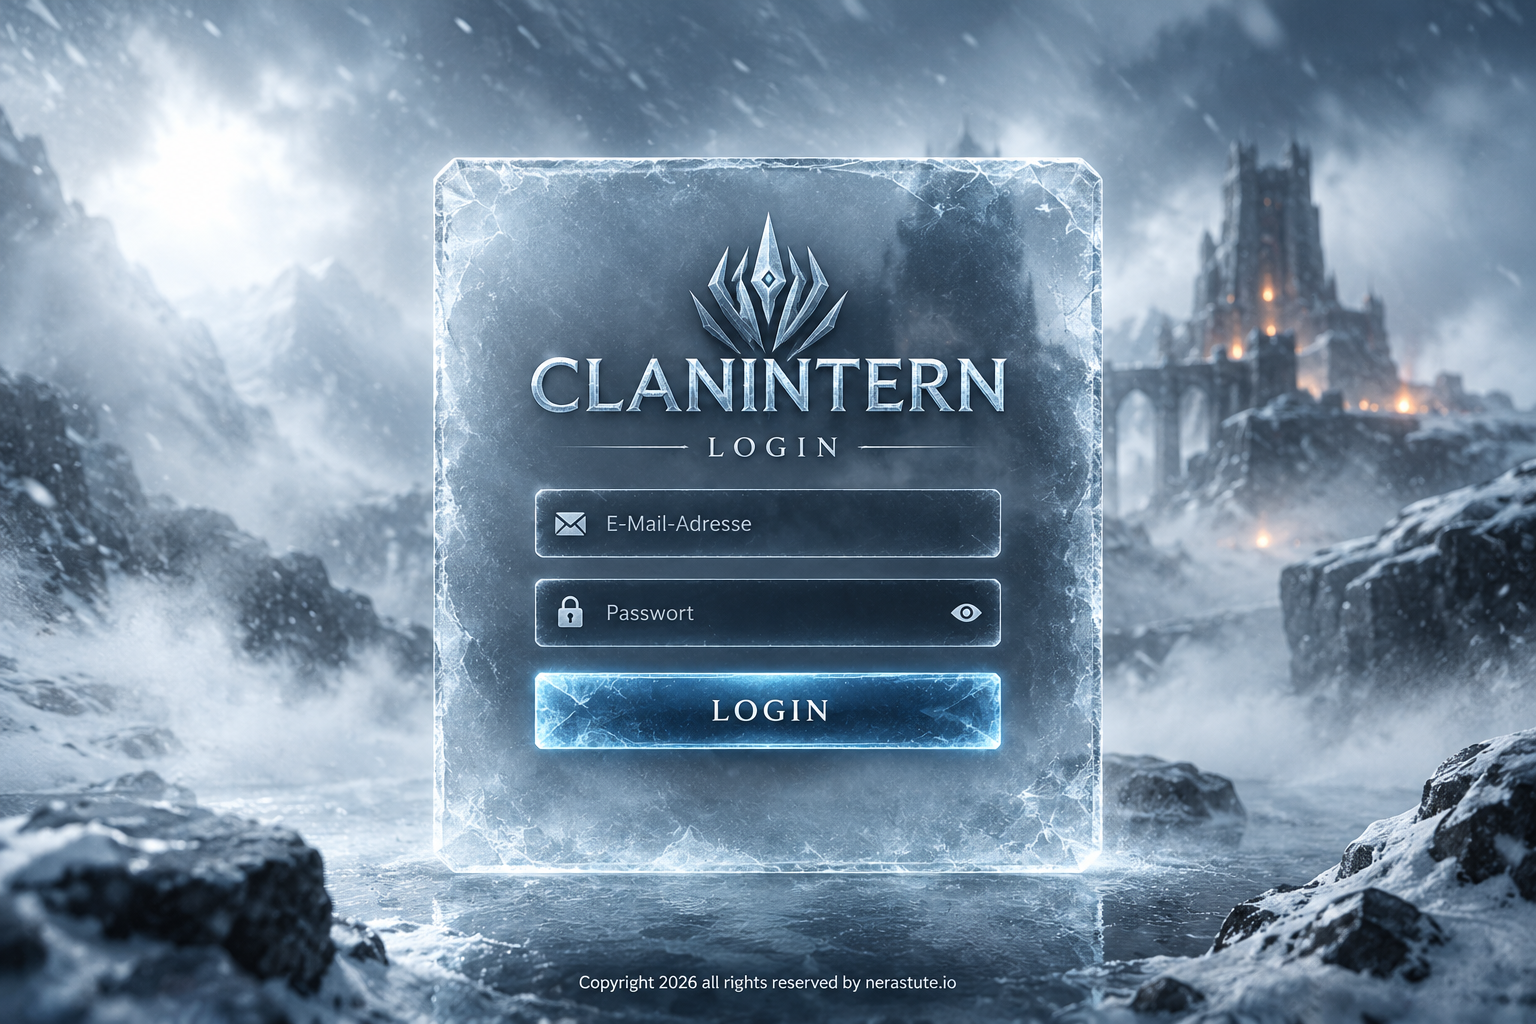 CLANINTERN
LOGIN
E-Mail-Adresse
Passwort
LOGIN
Copyright 2026 all rights reserved by nerastute.io